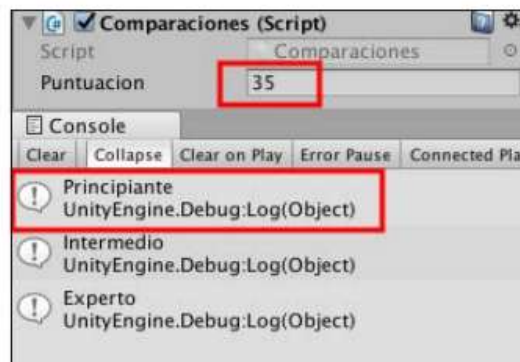 Comparaciones (Script)
Script Comparaciones
Puntuacion 35
Console
Clear Collapse Clear on Play Error Pause Connected Pla
Principiante
UnityEngine.Debug:Log(Object)
Intermedio
UnityEngine.Debug:Log(Object)
Experto
UnityEngine.Debug:Log(Object)